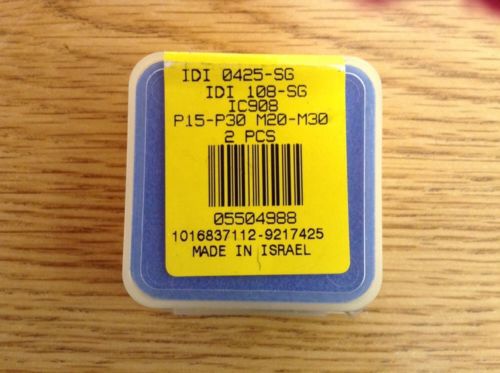 IDI 0425-SG
IDI 108-SG
IC908
P15-P30 M20-M30
2 PCS
05504988
1016837112-9217425
MADE IN ISRAEL